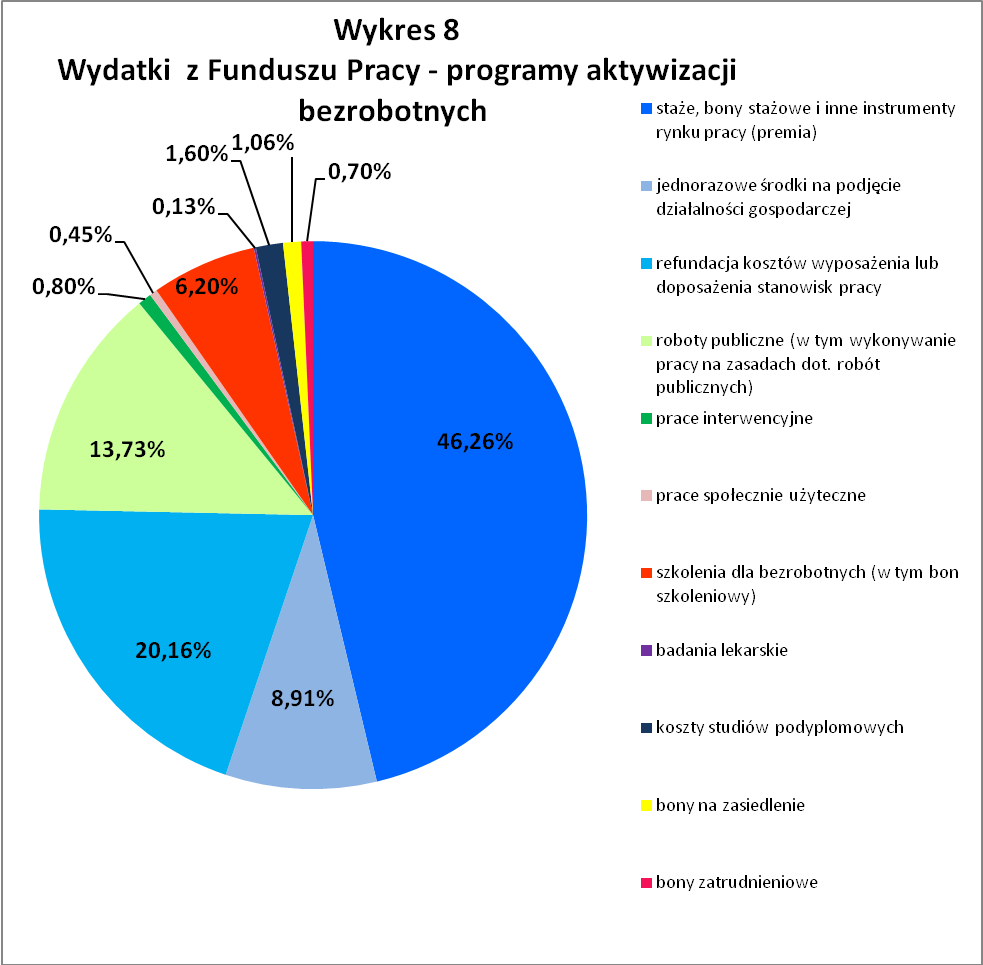 Wykres 8
Wydatki z Funduszu Pracy - programy aktywizacji
bezrobotnych
1,06%
1,60%
0,70%
0,13%
0,45%
6,20%
0,80%
46,26%
13,73%
20,16%
8,91%
staże, bony stażowe i inne instrumenty
rynku pracy (premia)
jednorazowe środki na podjęcie
działalności gospodarczej
refundacja kosztów wyposażenia lub
doposażenia stanowisk pracy
roboty publiczne (w tym wykonywanie
pracy na zasadach dot. robót
publicznych)
prace interwencyjne
prace społecznie użyteczne
szkolenia dla bezrobotnych (w tym bon
szkoleniowy)
badania lekarskie
koszty studiów podyplomowych
bony na zasiedlenie
bony zatrudnieniowe